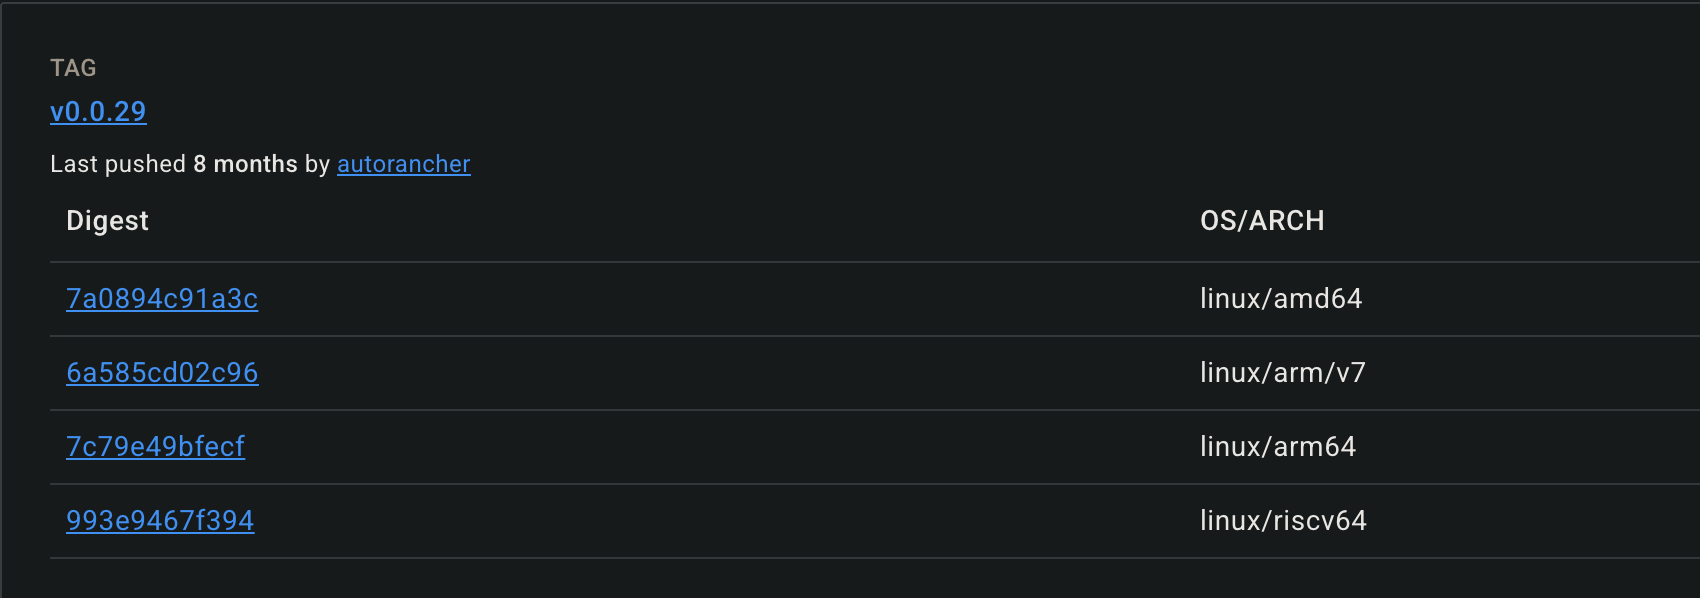 TAG
v0.0.29
Last pushed 8 months by autorancher
Digest OS/ARCH
7a0894c91a3c linux/amd64
6a585cd02c96 linux/arm/v7
7c79e49bfecf linux/arm64
993e9467f394 linux/riscv64